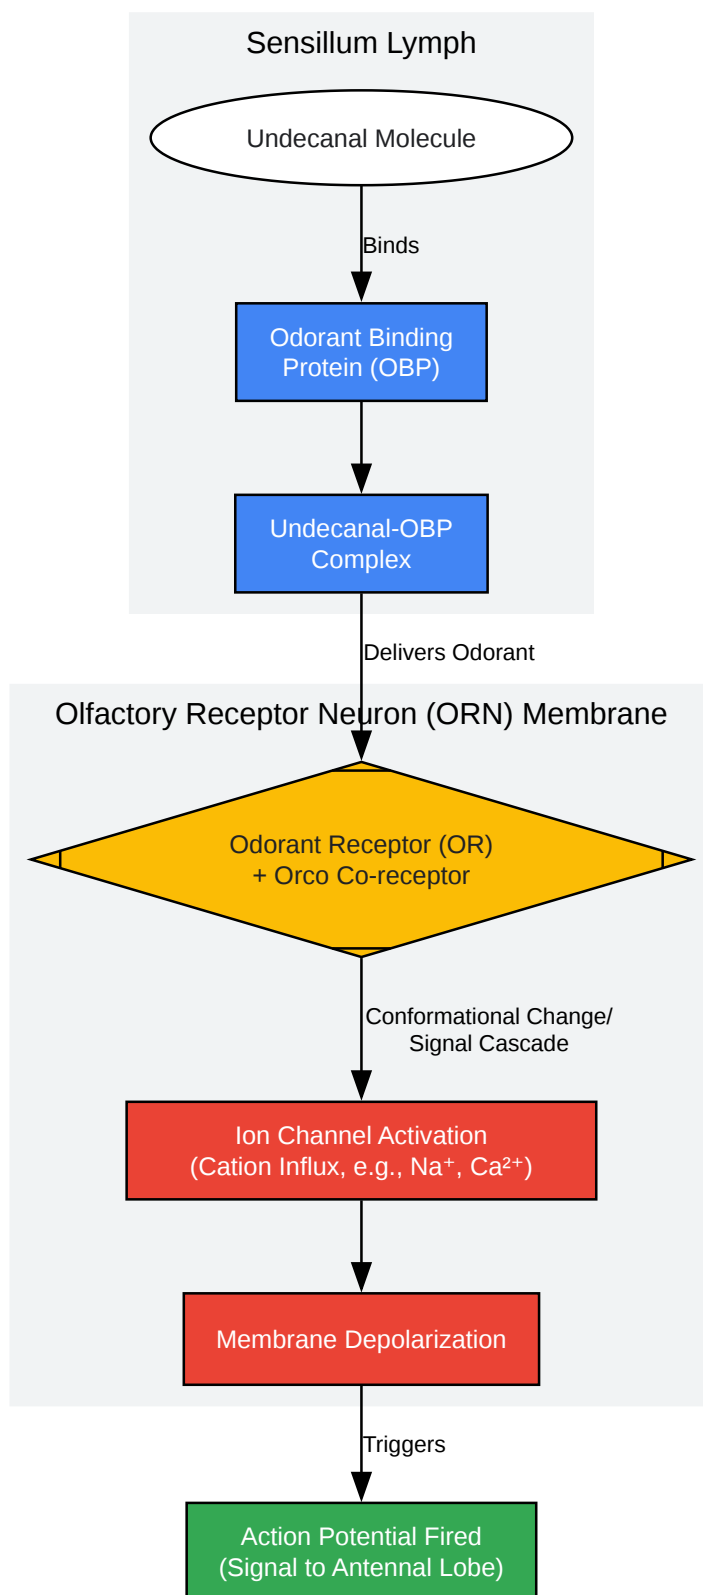 Sensillum Lymph
Undecanal Molecule
Binds
Odorant Binding
Protein (OBP)
Undecanal-OBP
Complex
Delivers Odorant
Olfactory Receptor Neuron (ORN) Membrane
Odorant Receptor (OR)
+ Orco Co-receptor
Conformational Change/
Signal Cascade
Ion Channel Activation
(Cation Influx, e.g., Na⁺, Ca²⁺)
Membrane Depolarization
Triggers
Action Potential Fired
(Signal to Antennal Lobe)